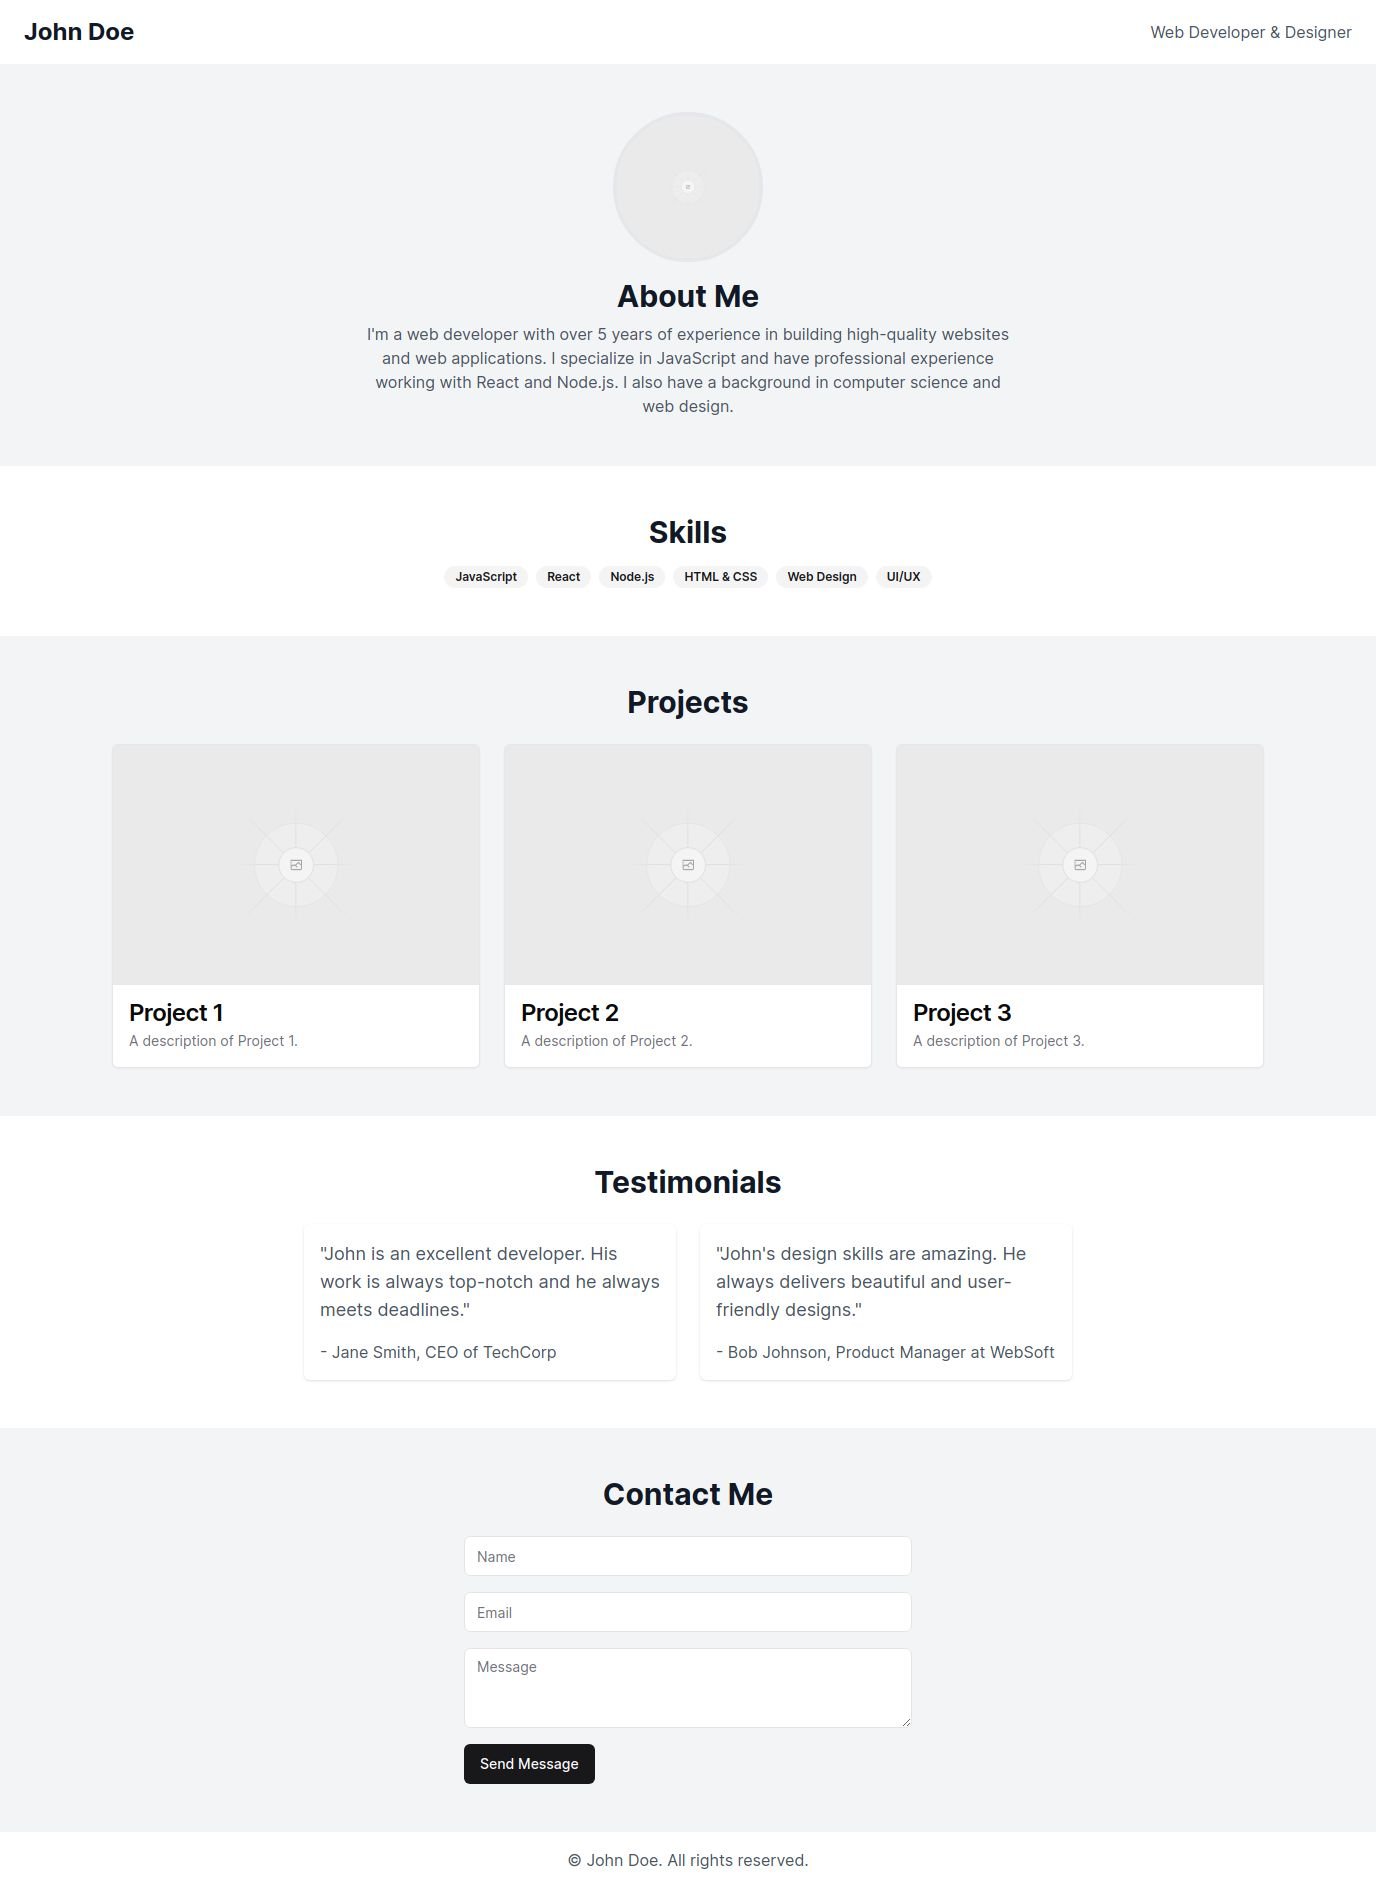 John Doe
Web Developer & Designer
About Me
I'm a web developer with over 5 years of experience in building high-quality websites
and web applications. I specialize in JavaScript and have professional experience
working with React and Node.js. I also have a background in computer science and
web design.
Skills
JavaScript
React
Node.js
HTML & CSS
Web Design
UI/UX
Projects
Project 1
A description of Project 1.
Project 2
A description of Project 2.
Project 3
A description of Project 3.
Testimonials
"John is an excellent developer. His
work is always top-notch and he always
meets deadlines."
- Jane Smith, CEO of TechCorp
"John's design skills are amazing. He
always delivers beautiful and user-
friendly designs."
- Bob Johnson, Product Manager at WebSoft
Contact Me
Name
Email
Message
Send Message
© John Doe. All rights reserved.